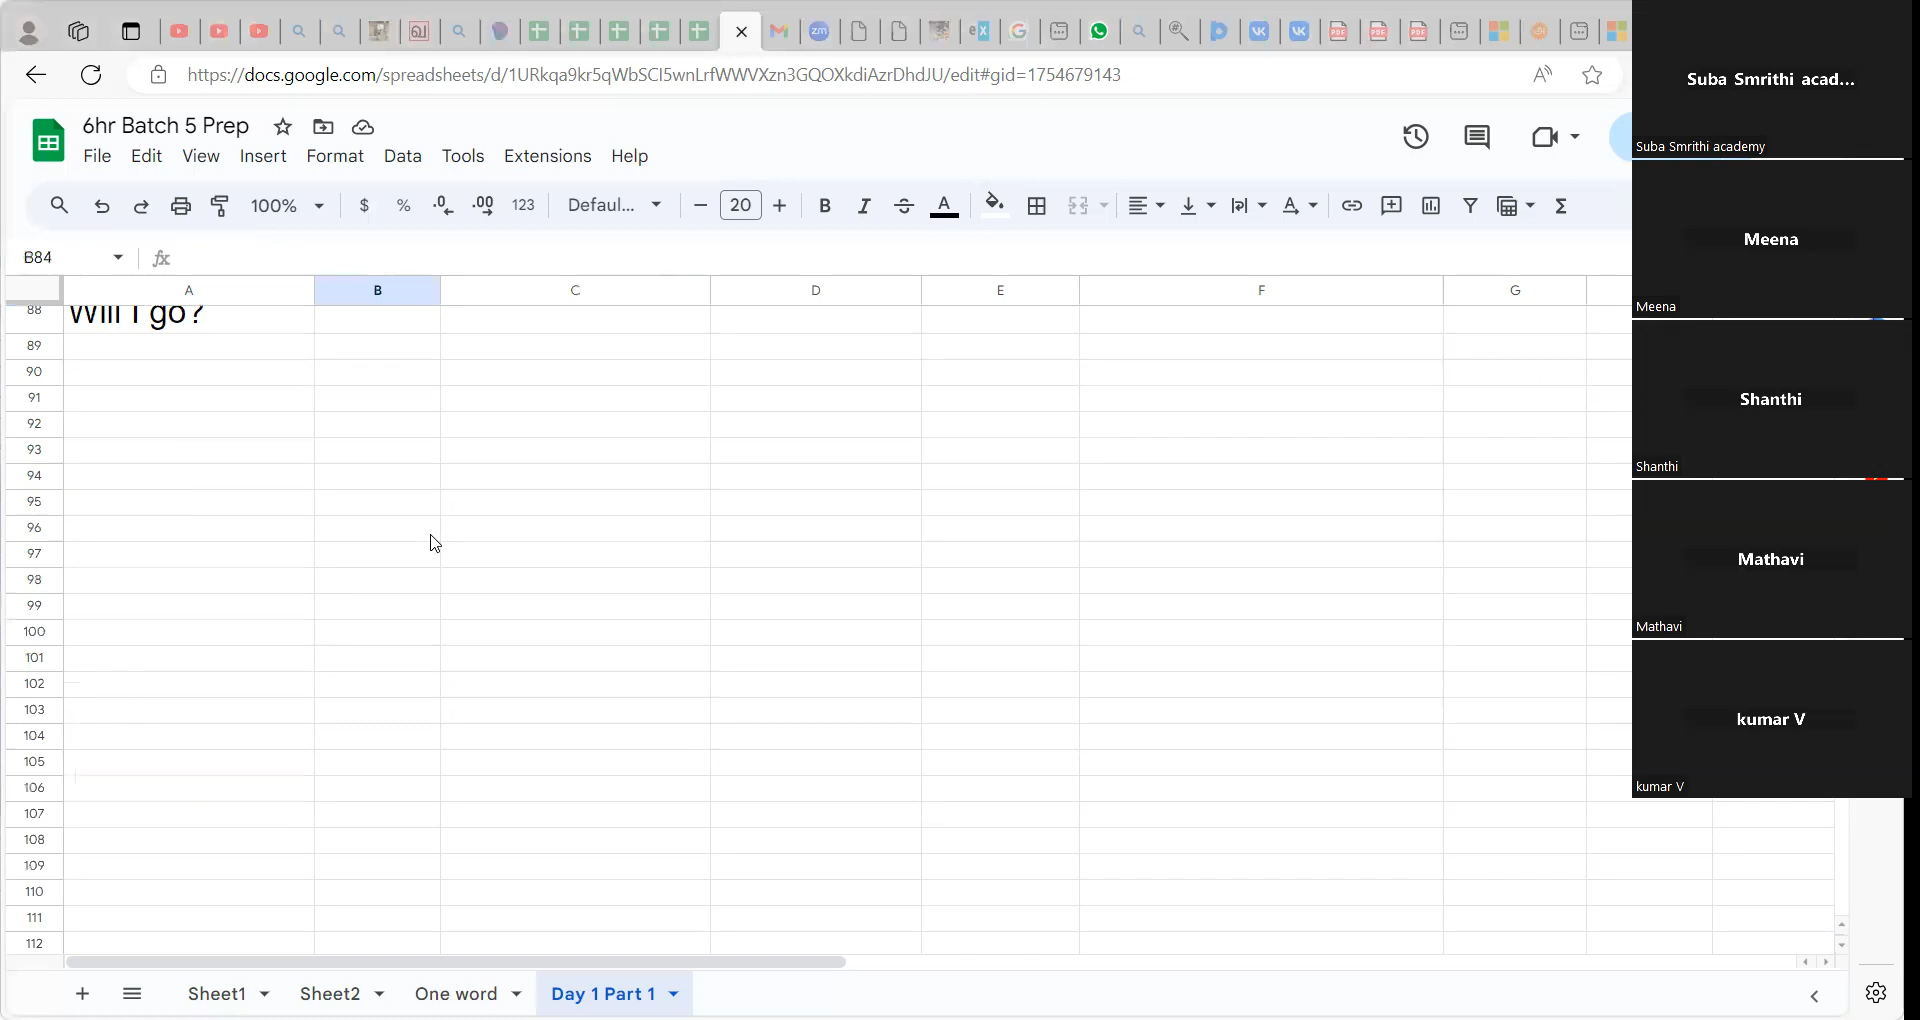 https://docs.google.com/spreadsheets/d/1URkqa9kr5qWbSCI5wnLrfWWVXzn3GQOXkdiAzrDhdJU/edit#gid=1754679143
6hr Batch 5 Prep
File Edit View Insert Format Data Tools Extensions Help
100% $ % .0 .00 123 Defaul... 20 B I A
B84 fx
A B C D E F G
88 Will I go?
89
90
91
92
93
94
95
96
97
98
99
100
101
102
103
104
105
106
107
108
109
110
111
112
Sheet1 Sheet2 One word Day 1 Part 1
Suba Smrithi acad...
Suba Smrithi academy
Meena
Meena
Shanthi
Shanthi
Mathavi
Mathavi
kumar V
kumar V